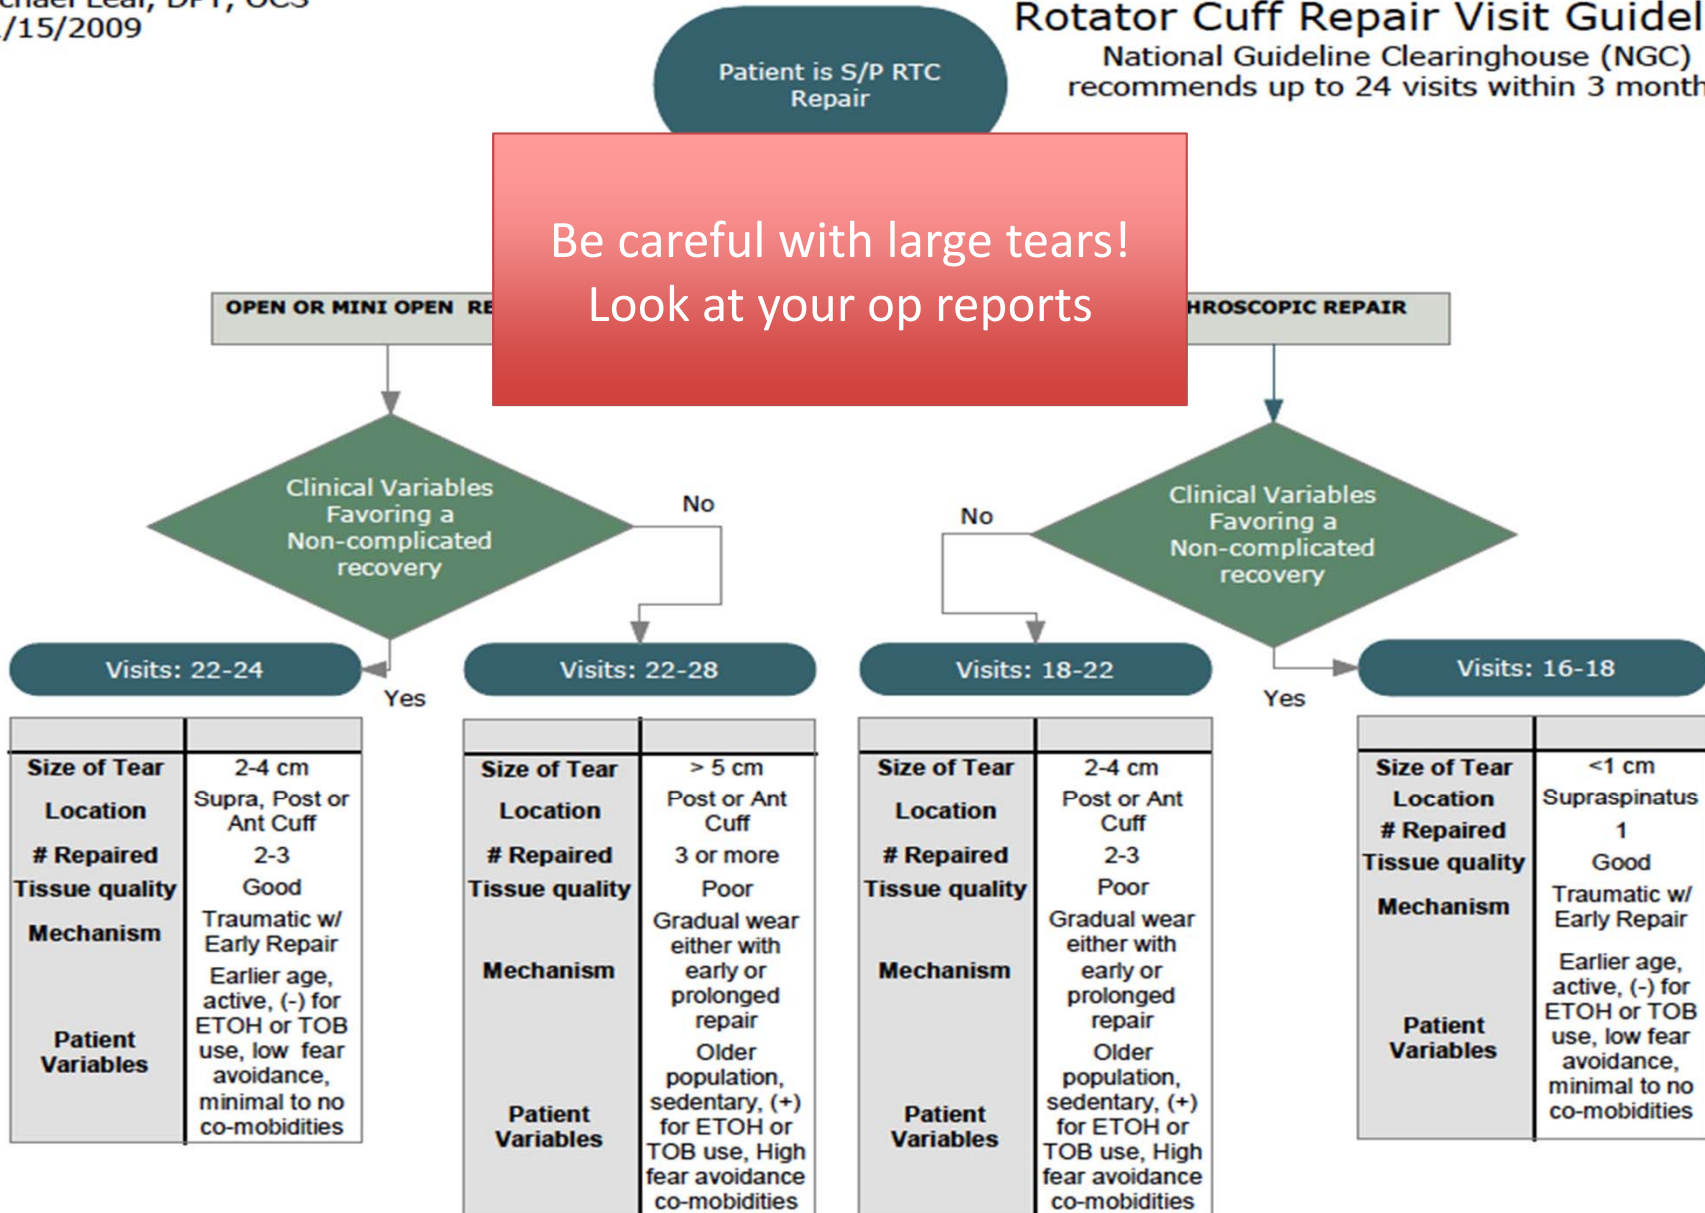 /15/2009
Rotator Cuff Repair Visit
National Guideline Clearinghouse (NGC)
recommends up to 24 visits within 3
Patient is S/P RTC
Repair
Be careful with large tears!
Look at your op reports
OPEN OR MINI OPEN
REPAIR
Clinical Variables
Favoring a
Non-complicated
recovery
No
Yes
No
Clinical Variables
Favoring a
Non-complicated
recovery
Yes
Visits: 22-24
Size of Tear 2-4 cm
Location Supra, Post or
Ant Cuff
# Repaired 2-3
Tissue quality Good
Mechanism Traumatic w/
Early Repair
Patient
Variables
Earlier age,
active, (-) for
ETOH or TOB
use, low fear
avoidance,
minimal to no
co-mobidities
Visits: 22-28
Size of Tear > 5 cm
Location Post or Ant
Cuff
# Repaired 3 or more
Tissue quality Poor
Mechanism
Gradual wear
either with
early or
prolonged
repair
Patient
Variables
Older
population,
sedentary, (+)
for ETOH or
TOB use, High
fear avoidance
co-mobidities
Visits: 18-22
Size of Tear 2-4 cm
Location Post or Ant
Cuff
# Repaired 2-3
Tissue quality Poor
Mechanism
Gradual wear
either with
early or
prolonged
repair
Patient
Variables
Older
population,
sedentary, (+)
for ETOH or
TOB use, High
fear avoidance
co-mobidities
Visits: 16-18
Size of Tear <1 cm
Location Supraspinatus
# Repaired 1
Tissue quality Good
Mechanism Traumatic w/
Early Repair
Patient
Variables
Earlier age,
active, (-) for
ETOH or TOB
use, low fear
avoidance,
minimal to no
co-mobidities